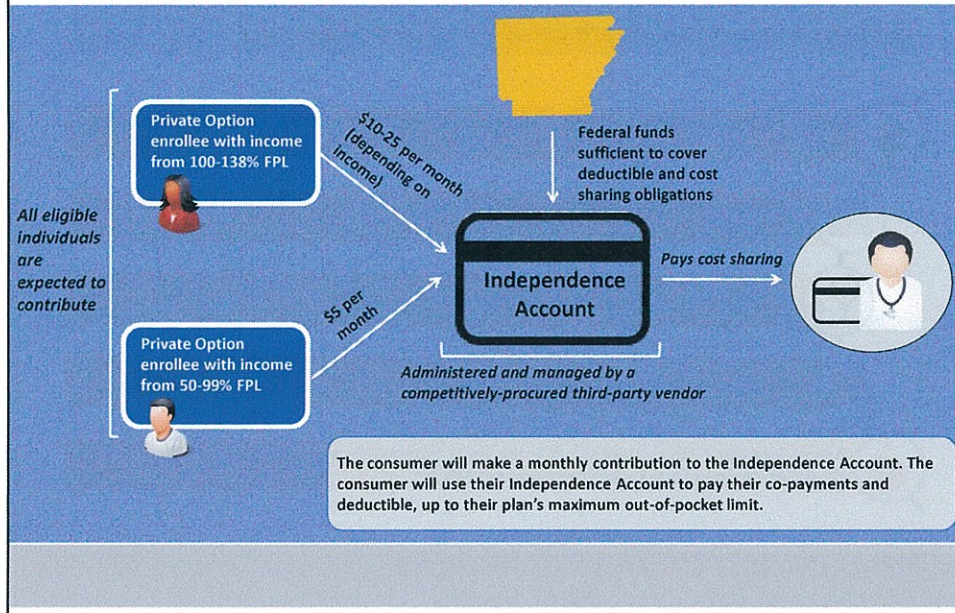 All eligible
individuals
are
expected to
contribute
Private Option
enrollee with income
from 100-138% FPL
$10-25 per month
(depending on
income)
Private Option
enrollee with income
from 50-99% FPL
$5 per
month
Federal funds
sufficient to cover
deductible and cost
sharing obligations
Independence
Account
Pays cost sharing
Administered and managed by a
competitively-procured third-party vendor
The consumer will make a monthly contribution to the Independence Account. The
consumer will use their Independence Account to pay their co-payments and
deductible, up to their plan's maximum out-of-pocket limit.